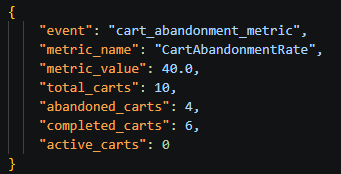 {
    "event": "cart_abandonment_metric",
    "metric_name": "CartAbandonmentRate",
    "metric_value": 40.0,
    "total_carts": 10,
    "abandoned_carts": 4,
    "completed_carts": 6,
    "active_carts": 0
}